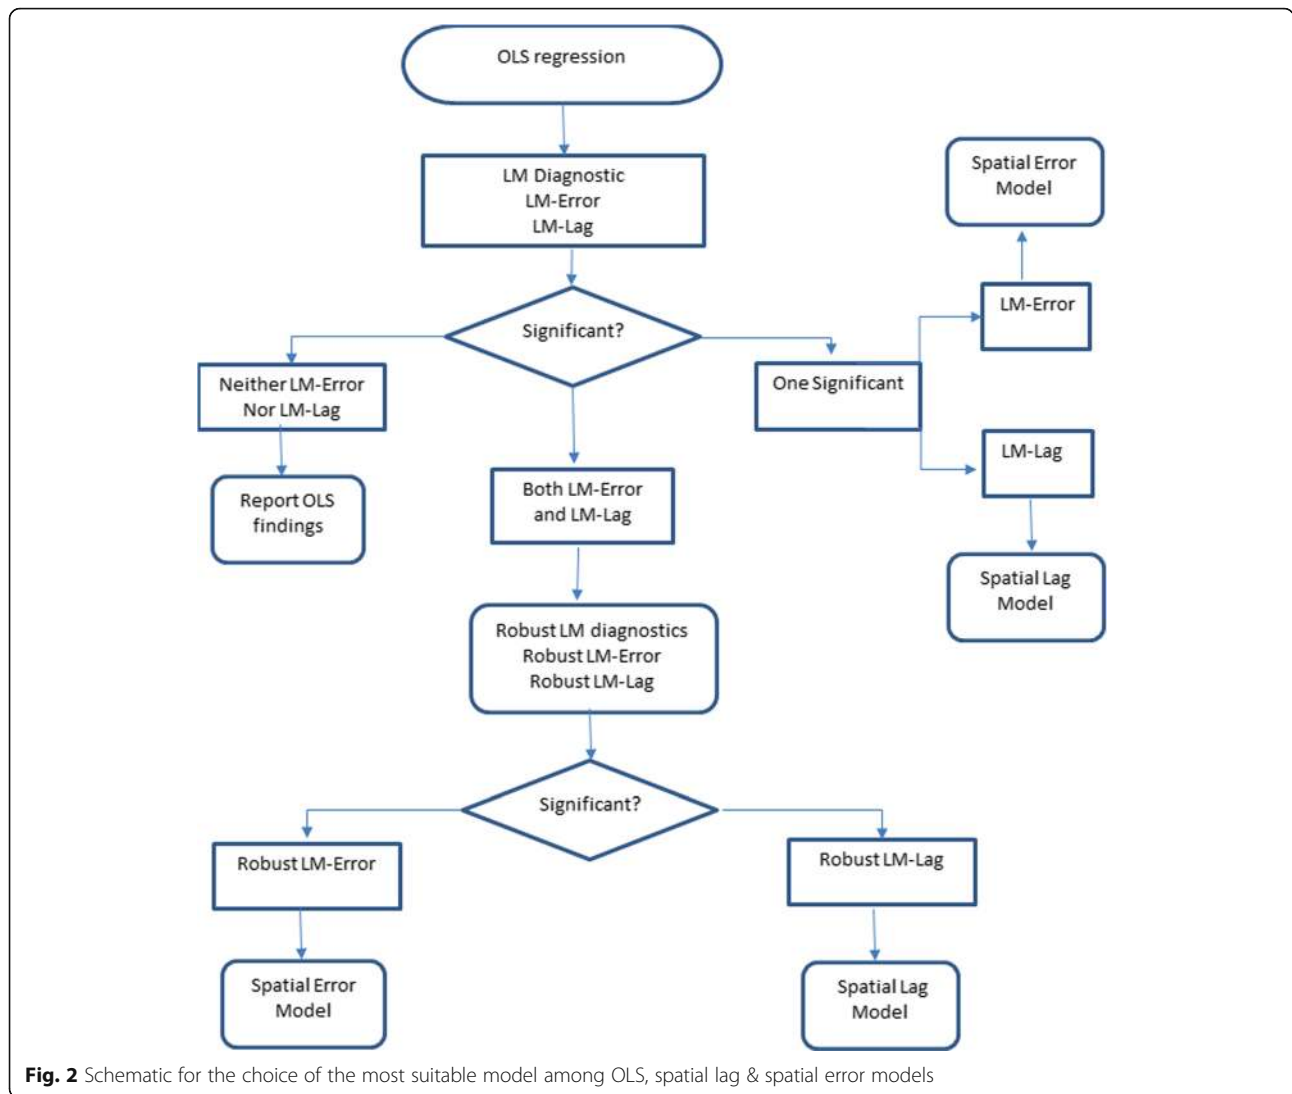 OLS regression
LM Diagnostic
LM-Error
LM-Lag
Significant?
Neither LM-Error
Nor LM-Lag
Report OLS
findings
Both LM-Error
and LM-Lag
One Significant
LM-Error
Spatial Error
Model
LM-Lag
Spatial Lag
Model
Robust LM diagnostics
Robust LM-Error
Robust LM-Lag
Significant?
Robust LM-Error
Spatial Error
Model
Robust LM-Lag
Spatial Lag
Model
Fig. 2 Schematic for the choice of the most suitable model among OLS, spatial lag & spatial error models